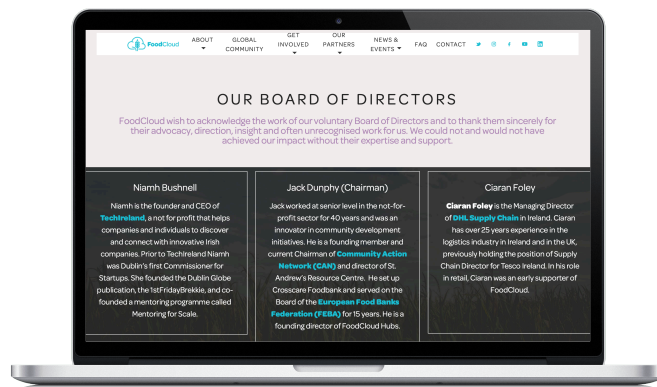 FoodCloud
ABOUT
GLOBAL
COMMUNITY
GET
INVOLVED
OUR
PARTNERS
NEWS &
EVENTS
FAQ
CONTACT
OUR BOARD OF DIRECTORS
FoodCloud wish to acknowledge the work of our voluntary Board of Directors and to thank them sincerely for
their advocacy, direction, insight and often unrecognised work for us. We could not and would not have
achieved our impact without their expertise and support.
Niamh Bushnell
Niamh is the founder and CEO of
TechIreland, a not for profit that helps
companies and individuals to discover
and connect with innovative Irish
companies. Prior to TechIreland Niamh
was Dublin's first Commissioner for
Startups. She founded the Dublin Globe
publication, the 1stFridayBrekkie, and co-
founded a mentoring programme called
Mentoring for Scale.
Jack Dunphy (Chairman)
Jack worked at senior level in the not-for-
profit sector for 40 years and was an
innovator in community development
initiatives. He is a founding member and
current Chairman of Community Action
Network (CAN) and director of St.
Andrew's Resource Centre. He set up
Crosscare Foodbank and served on the
Board of the European Food Banks
Federation (FEBA) for 15 years. He is a
founding director of FoodCloud Hubs.
Ciaran Foley
Ciaran Foley is the Managing Director
of DHL Supply Chain in Ireland. Ciaran
has over 25 years experience in the
logistics industry in Ireland and in the UK,
previously holding the position of Supply
Chain Director for Tesco Ireland. In his role
in retail, Ciaran was an early supporter of
FoodCloud.